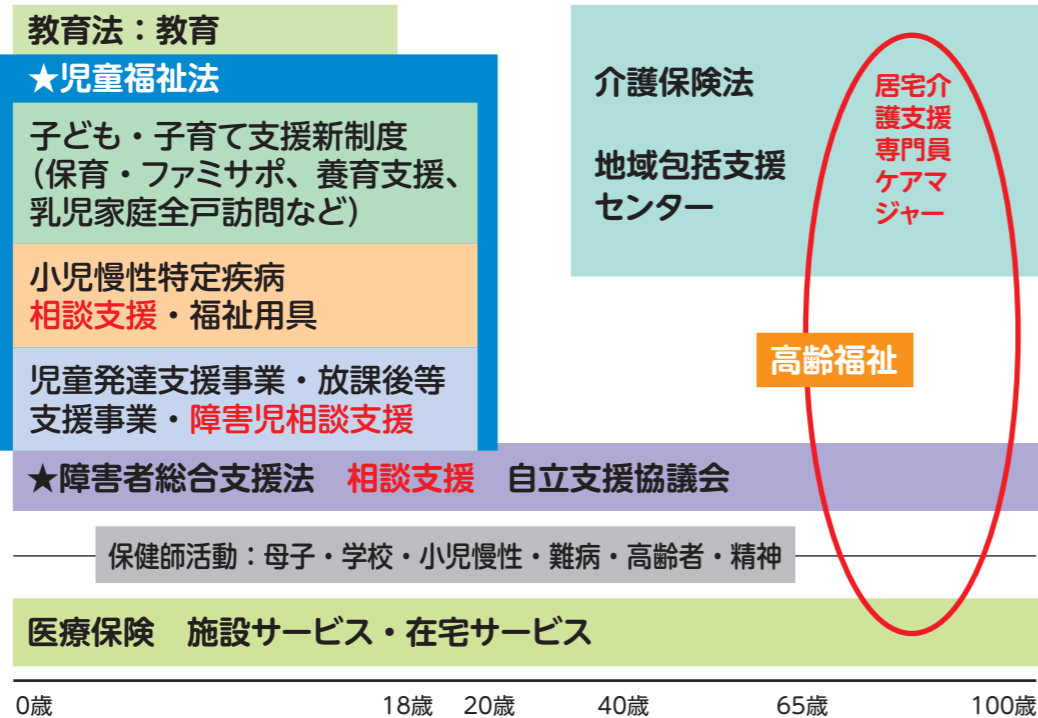 教育法：教育
★児童福祉法
子ども・子育て支援新制度
（保育・ファミサポ、養育支援、
乳児家庭全戸訪問など）
小児慢性特定疾病
相談支援・福祉用具
児童発達支援事業・放課後等
支援事業・障害児相談支援
介護保険法
地域包括支援
センター
居宅介
護支援
専門員
ケアマ
ジャー
高齢福祉
★障害者総合支援法　相談支援　自立支援協議会
保健師活動：母子・学校・小児慢性・難病・高齢者・精神
医療保険　施設サービス・在宅サービス
0歳　18歳　20歳　40歳　65歳　100歳